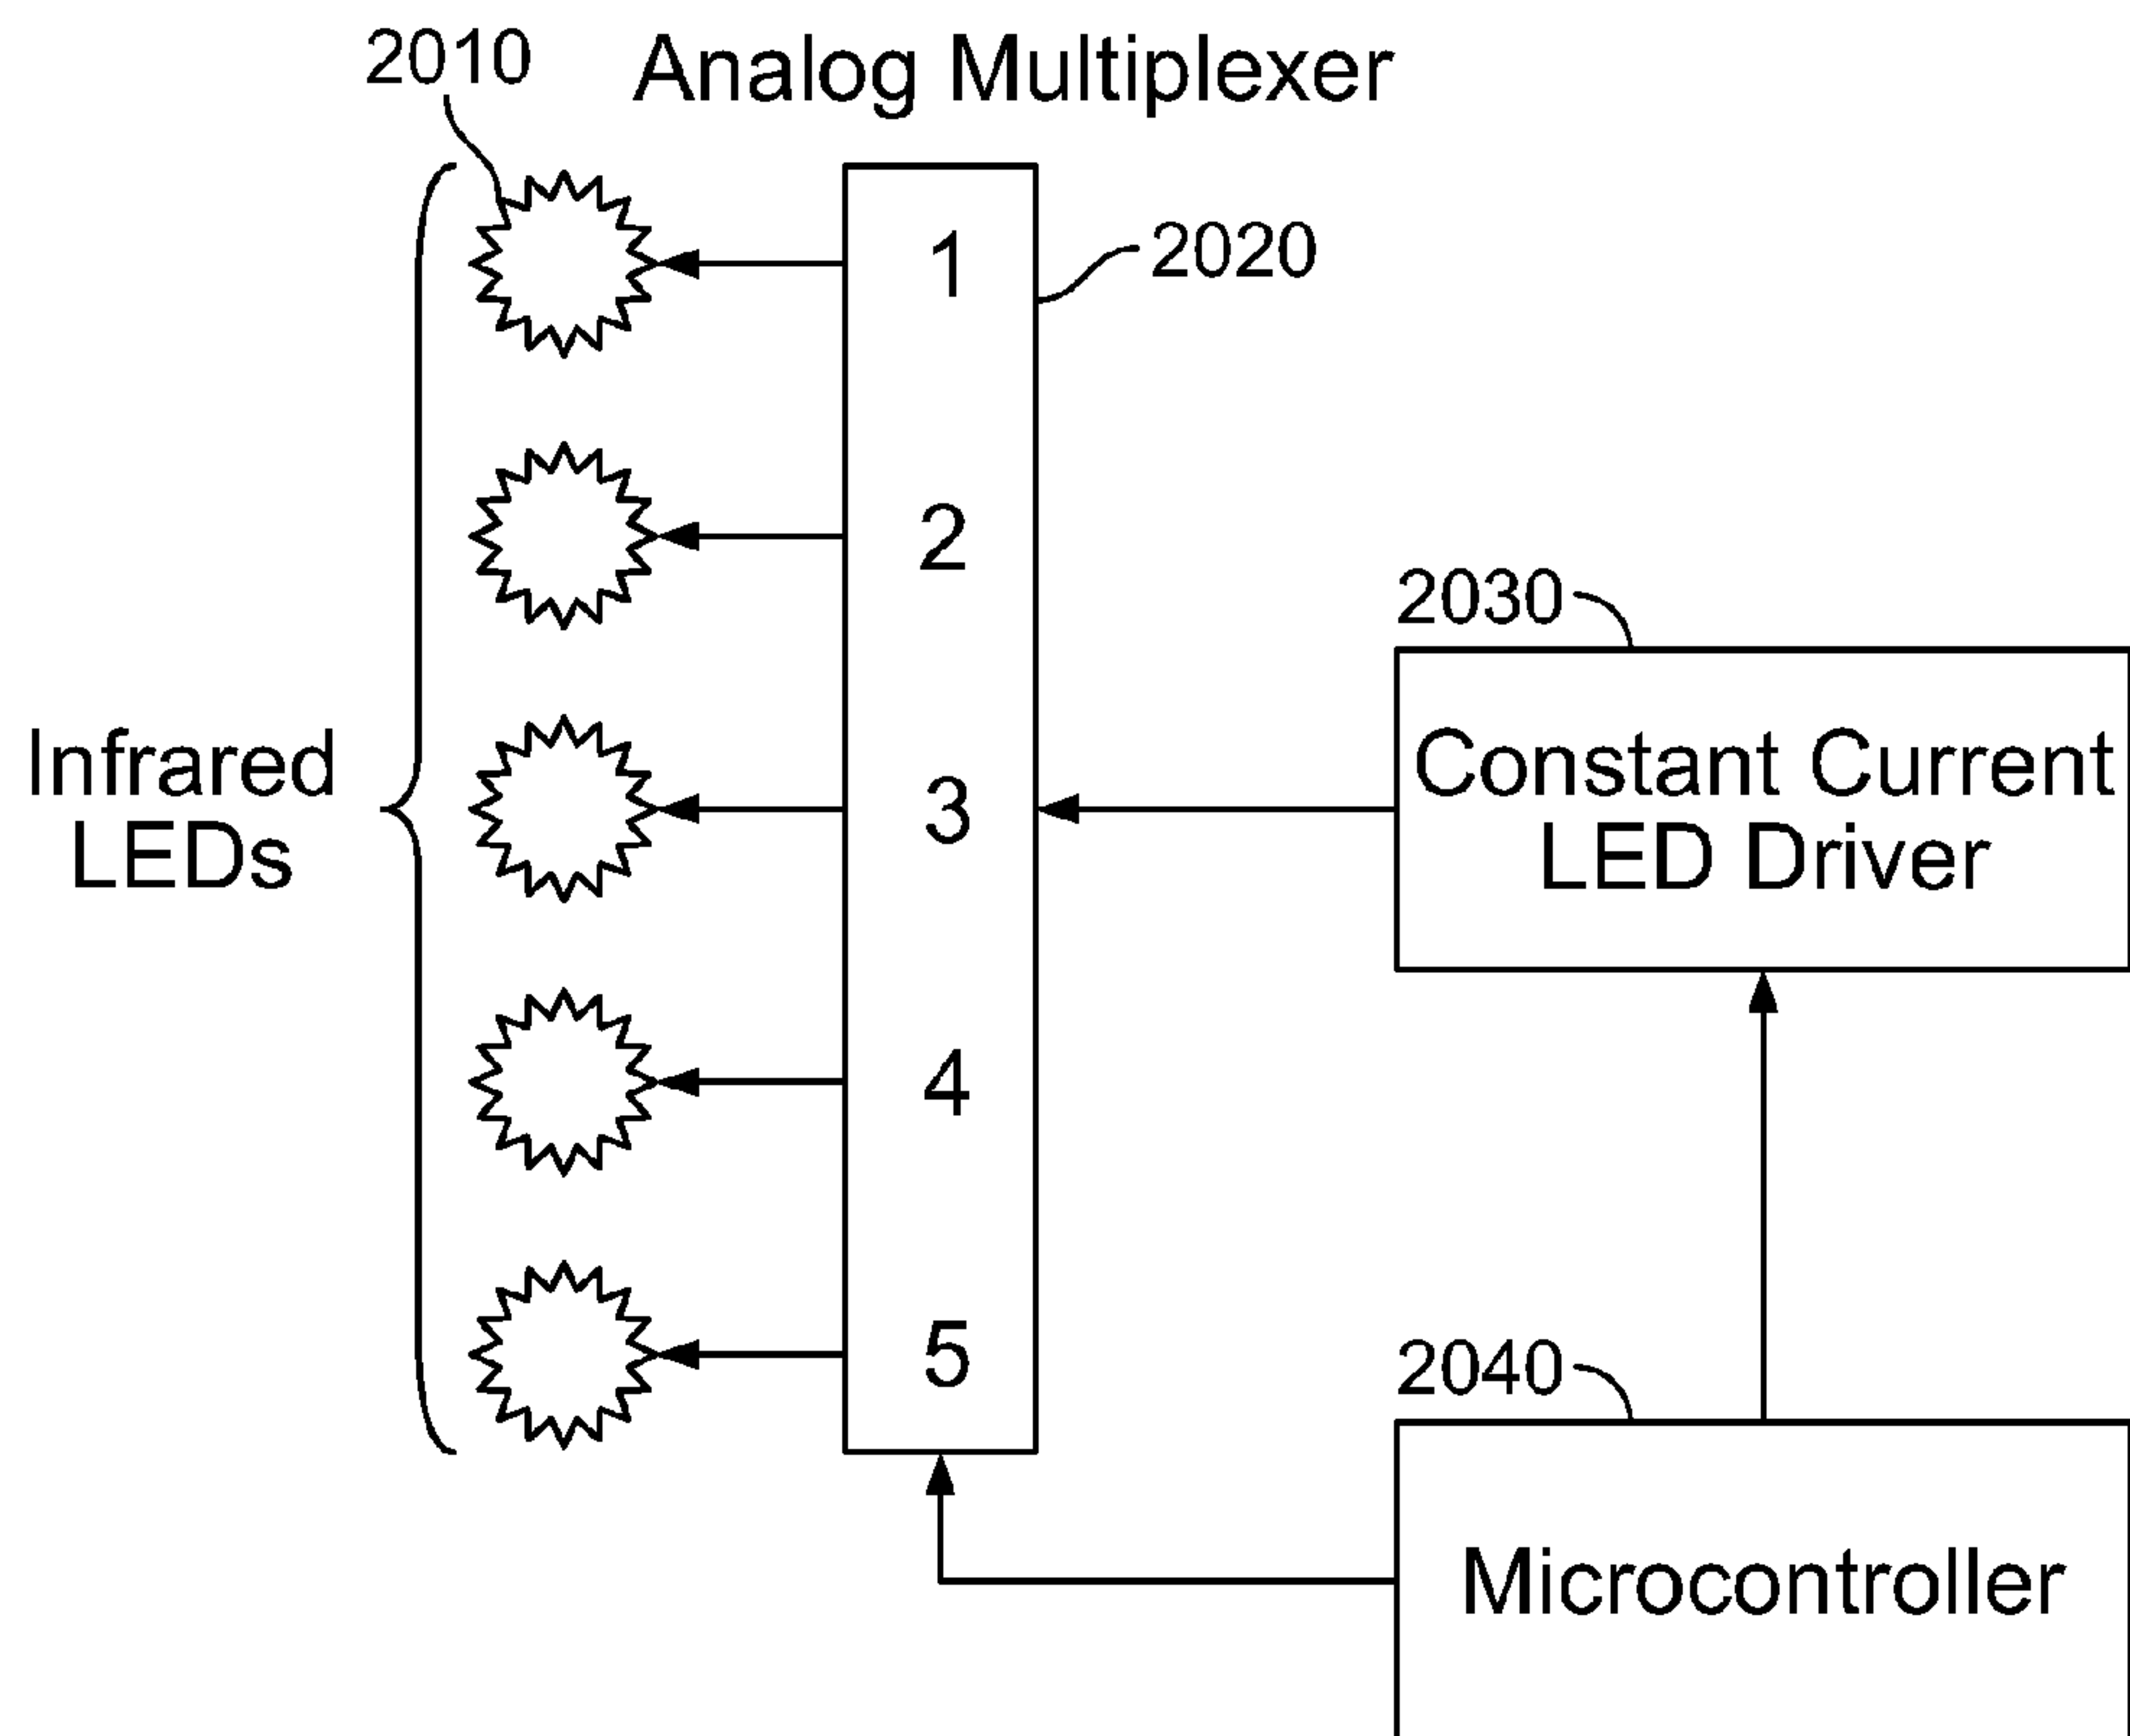 2010
Analog Multiplexer
1
2020
2
2030
Infrared
LEDs
3
Constant Current
LED Driver
4
2040
5
Microcontroller